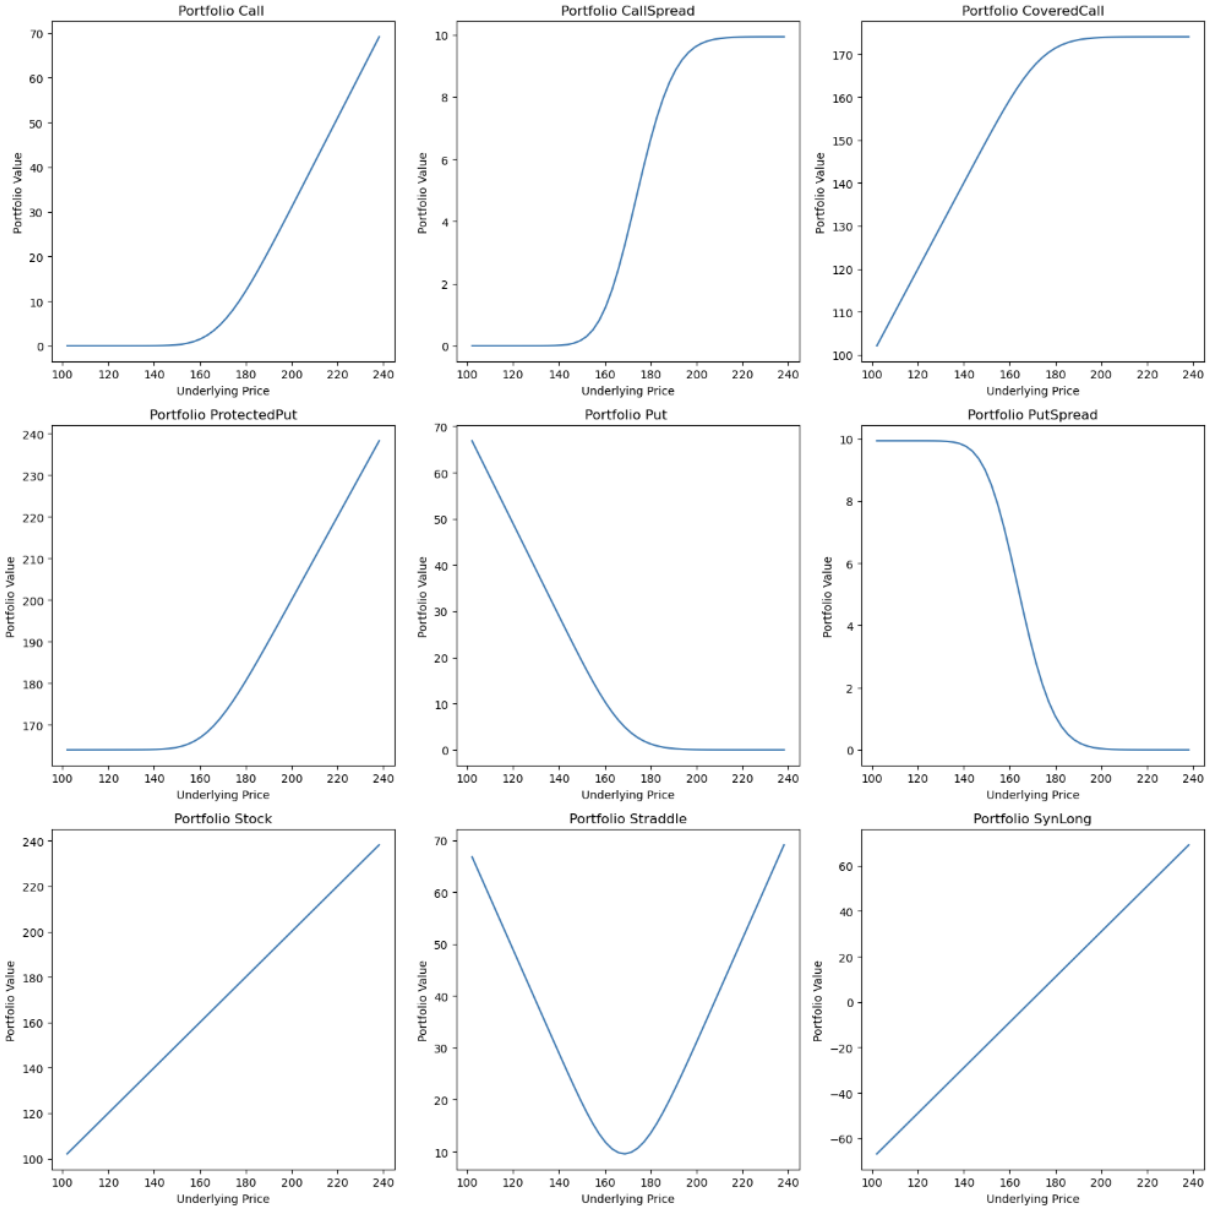 Portfolio Call
Portfolio Value
70
60
50
40
30
20
10
0
100 120 140 160 180 200 220 240
Underlying Price
Portfolio CallSpread
Portfolio Value
10
8
6
4
2
0
100 120 140 160 180 200 220 240
Underlying Price
Portfolio CoveredCall
Portfolio Value
170
160
150
140
130
120
110
100
100 120 140 160 180 200 220 240
Underlying Price
Portfolio ProtectedPut
Portfolio Value
240
230
220
210
200
190
180
170
100 120 140 160 180 200 220 240
Underlying Price
Portfolio Put
Portfolio Value
70
60
50
40
30
20
10
0
100 120 140 160 180 200 220 240
Underlying Price
Portfolio PutSpread
Portfolio Value
10
8
6
4
2
0
100 120 140 160 180 200 220 240
Underlying Price
Portfolio Stock
Portfolio Value
240
220
200
180
160
140
120
100
100 120 140 160 180 200 220 240
Underlying Price
Portfolio Straddle
Portfolio Value
70
60
50
40
30
20
10
100 120 140 160 180 200 220 240
Underlying Price
Portfolio SynLong
Portfolio Value
60
40
20
0
−20
−40
−60
100 120 140 160 180 200 220 240
Underlying Price